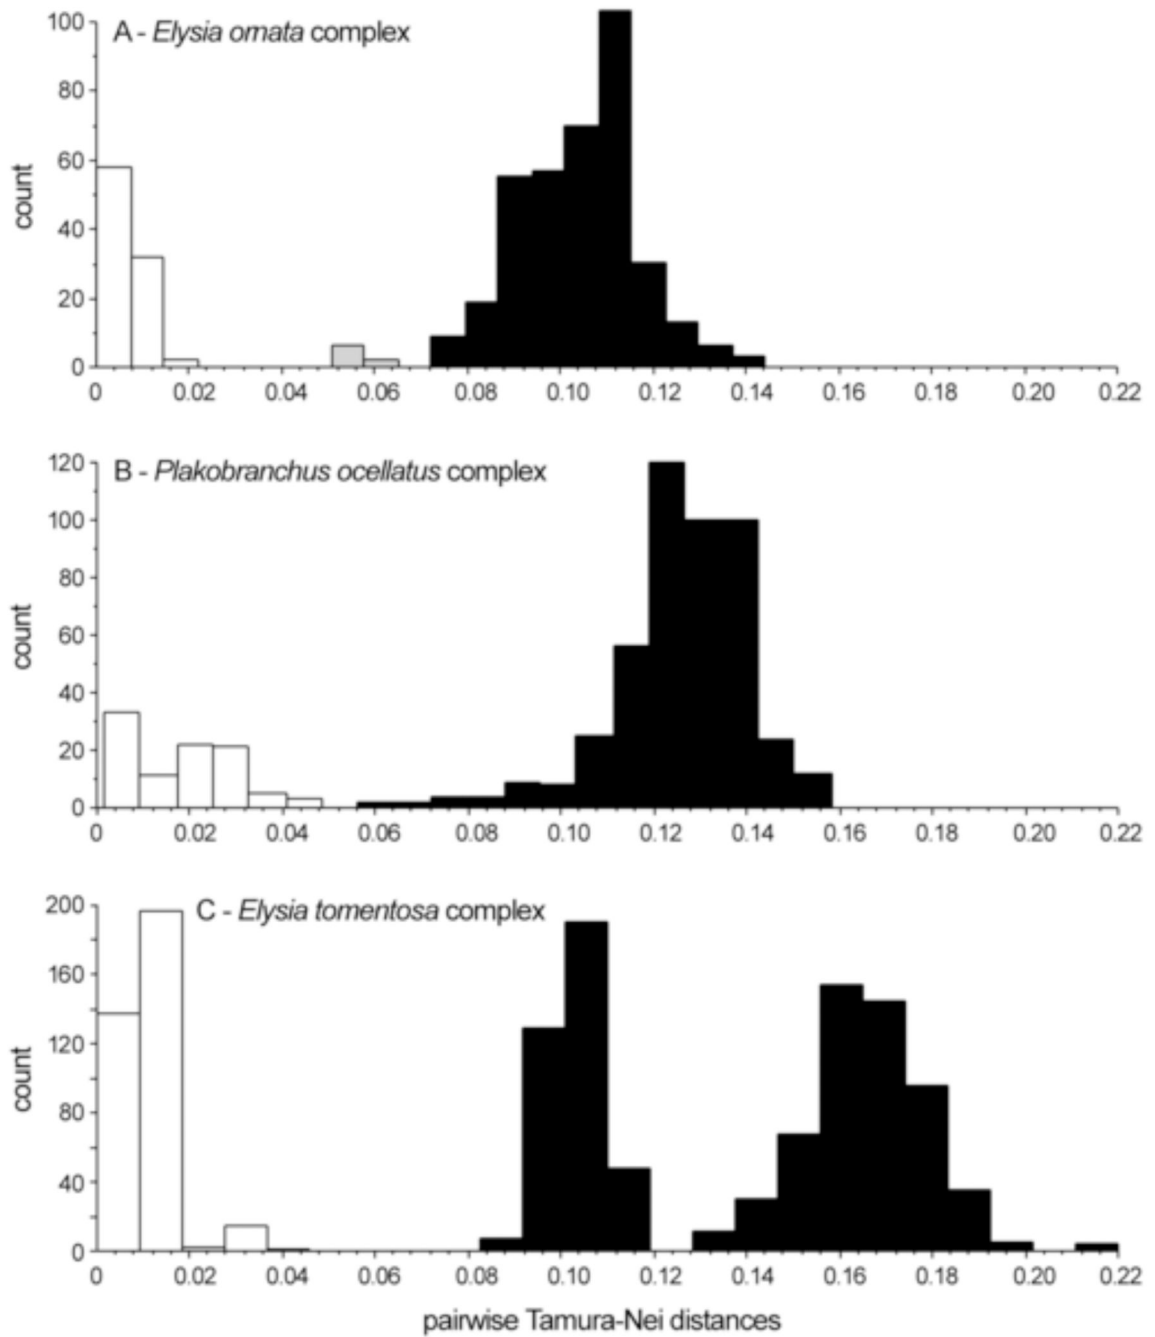 A - Elysia ornata complex
100
80
60
40
20
0
count
0 0.02 0.04 0.06 0.08 0.10 0.12 0.14 0.16 0.18 0.20 0.22
B - Plakobranchus ocellatus complex
120
100
80
60
40
20
0
count
0 0.02 0.04 0.06 0.08 0.10 0.12 0.14 0.16 0.18 0.20 0.22
C - Elysia tomentosa complex
200
160
120
80
40
0
count
0 0.02 0.04 0.06 0.08 0.10 0.12 0.14 0.16 0.18 0.20 0.22
pairwise Tamura-Nei distances